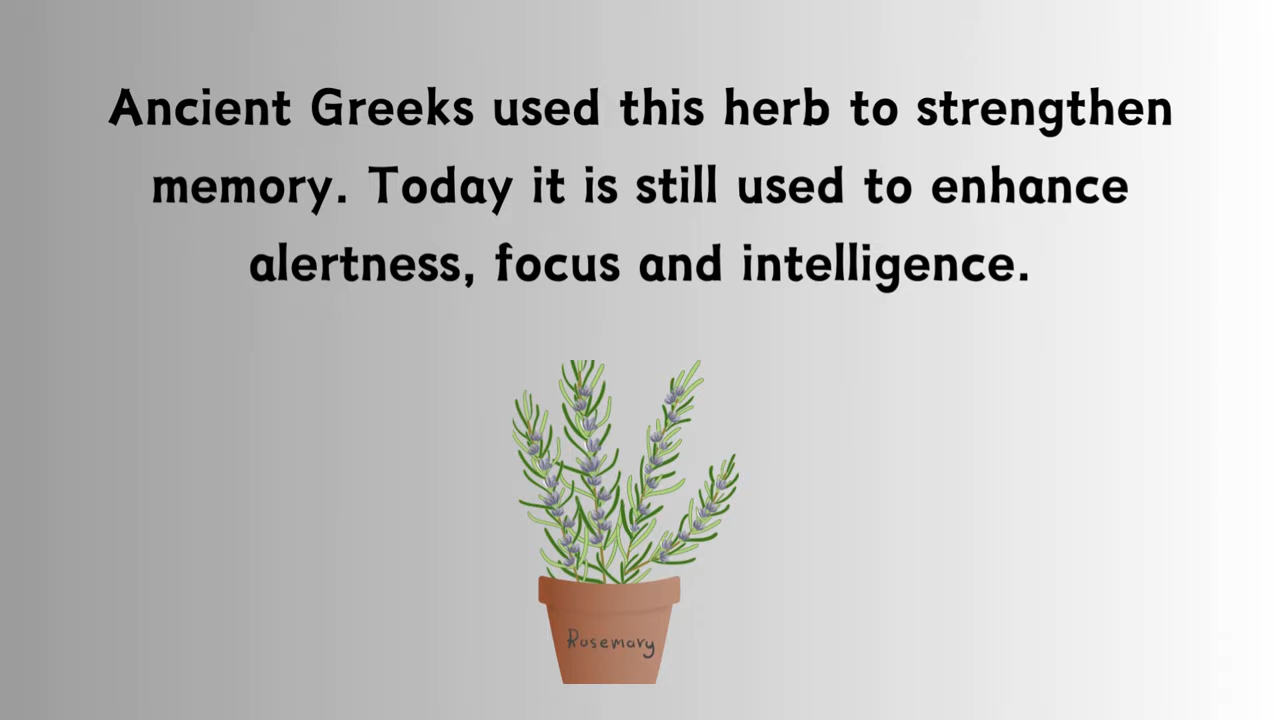 Ancient Greeks used this herb to strengthen
memory. Today it is still used to enhance
alertness, focus and intelligence.
Rosemary